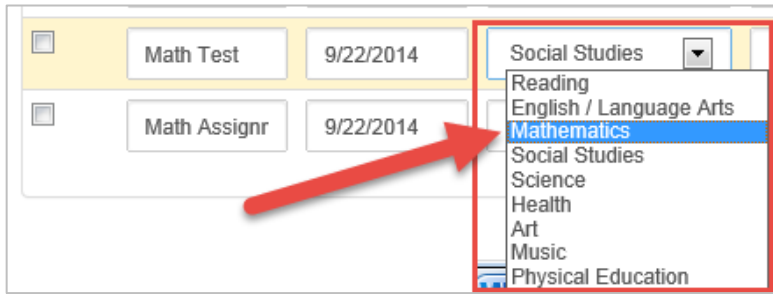 Math Test 9/22/2014 Social Studies
Reading
English / Language Arts
Math Assignr 9/22/2014 Mathematics
Social Studies
Science
Health
Art
Music
Physical Education